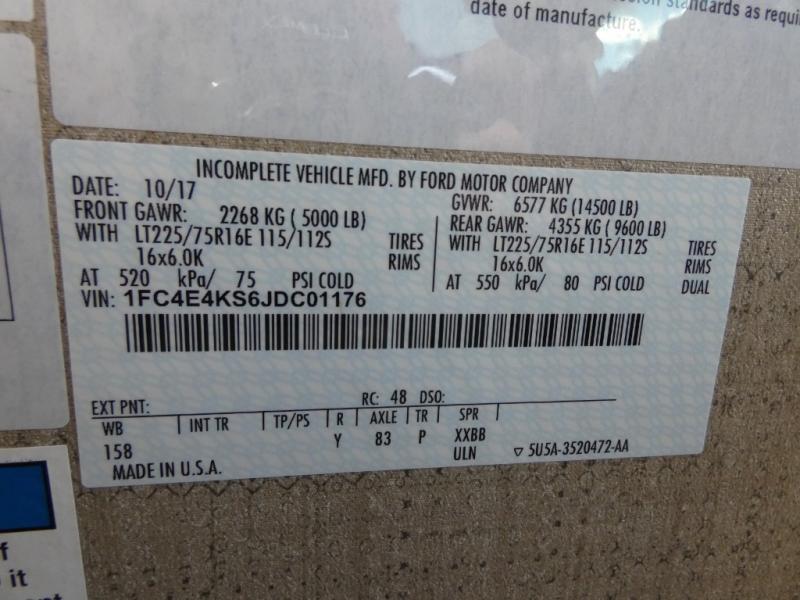 standards as
date of manufacture.
INCOMPLETE VEHICLE MFD. BY FORD MOTOR COMPANY
DATE: 10/17
GVWR: 6577 KG (14500 LB)
FRONT GAWR: 2268 KG ( 5000 LB)
REAR GAWR: 4355 KG ( 9600 LB)
WITH LT225/75R16E 115/112S TIRES
WITH LT225/75R16E 115/112S TIRES
16x6.0K RIMS
16x6.0K RIMS
AT 520 kPa/ 75 PSI COLD
AT 550 kPa/ 80 PSI COLD DUAL
VIN: 1FC4E4KS6JDC01176
RC: 48 DSO:
EXT PNT:
WB INT TR TP/PS R AXLE TR SPR
158 Y 83 P XXBB
ULN ▽ 5U5A-3520472-AA
MADE IN U.S.A.
f
it